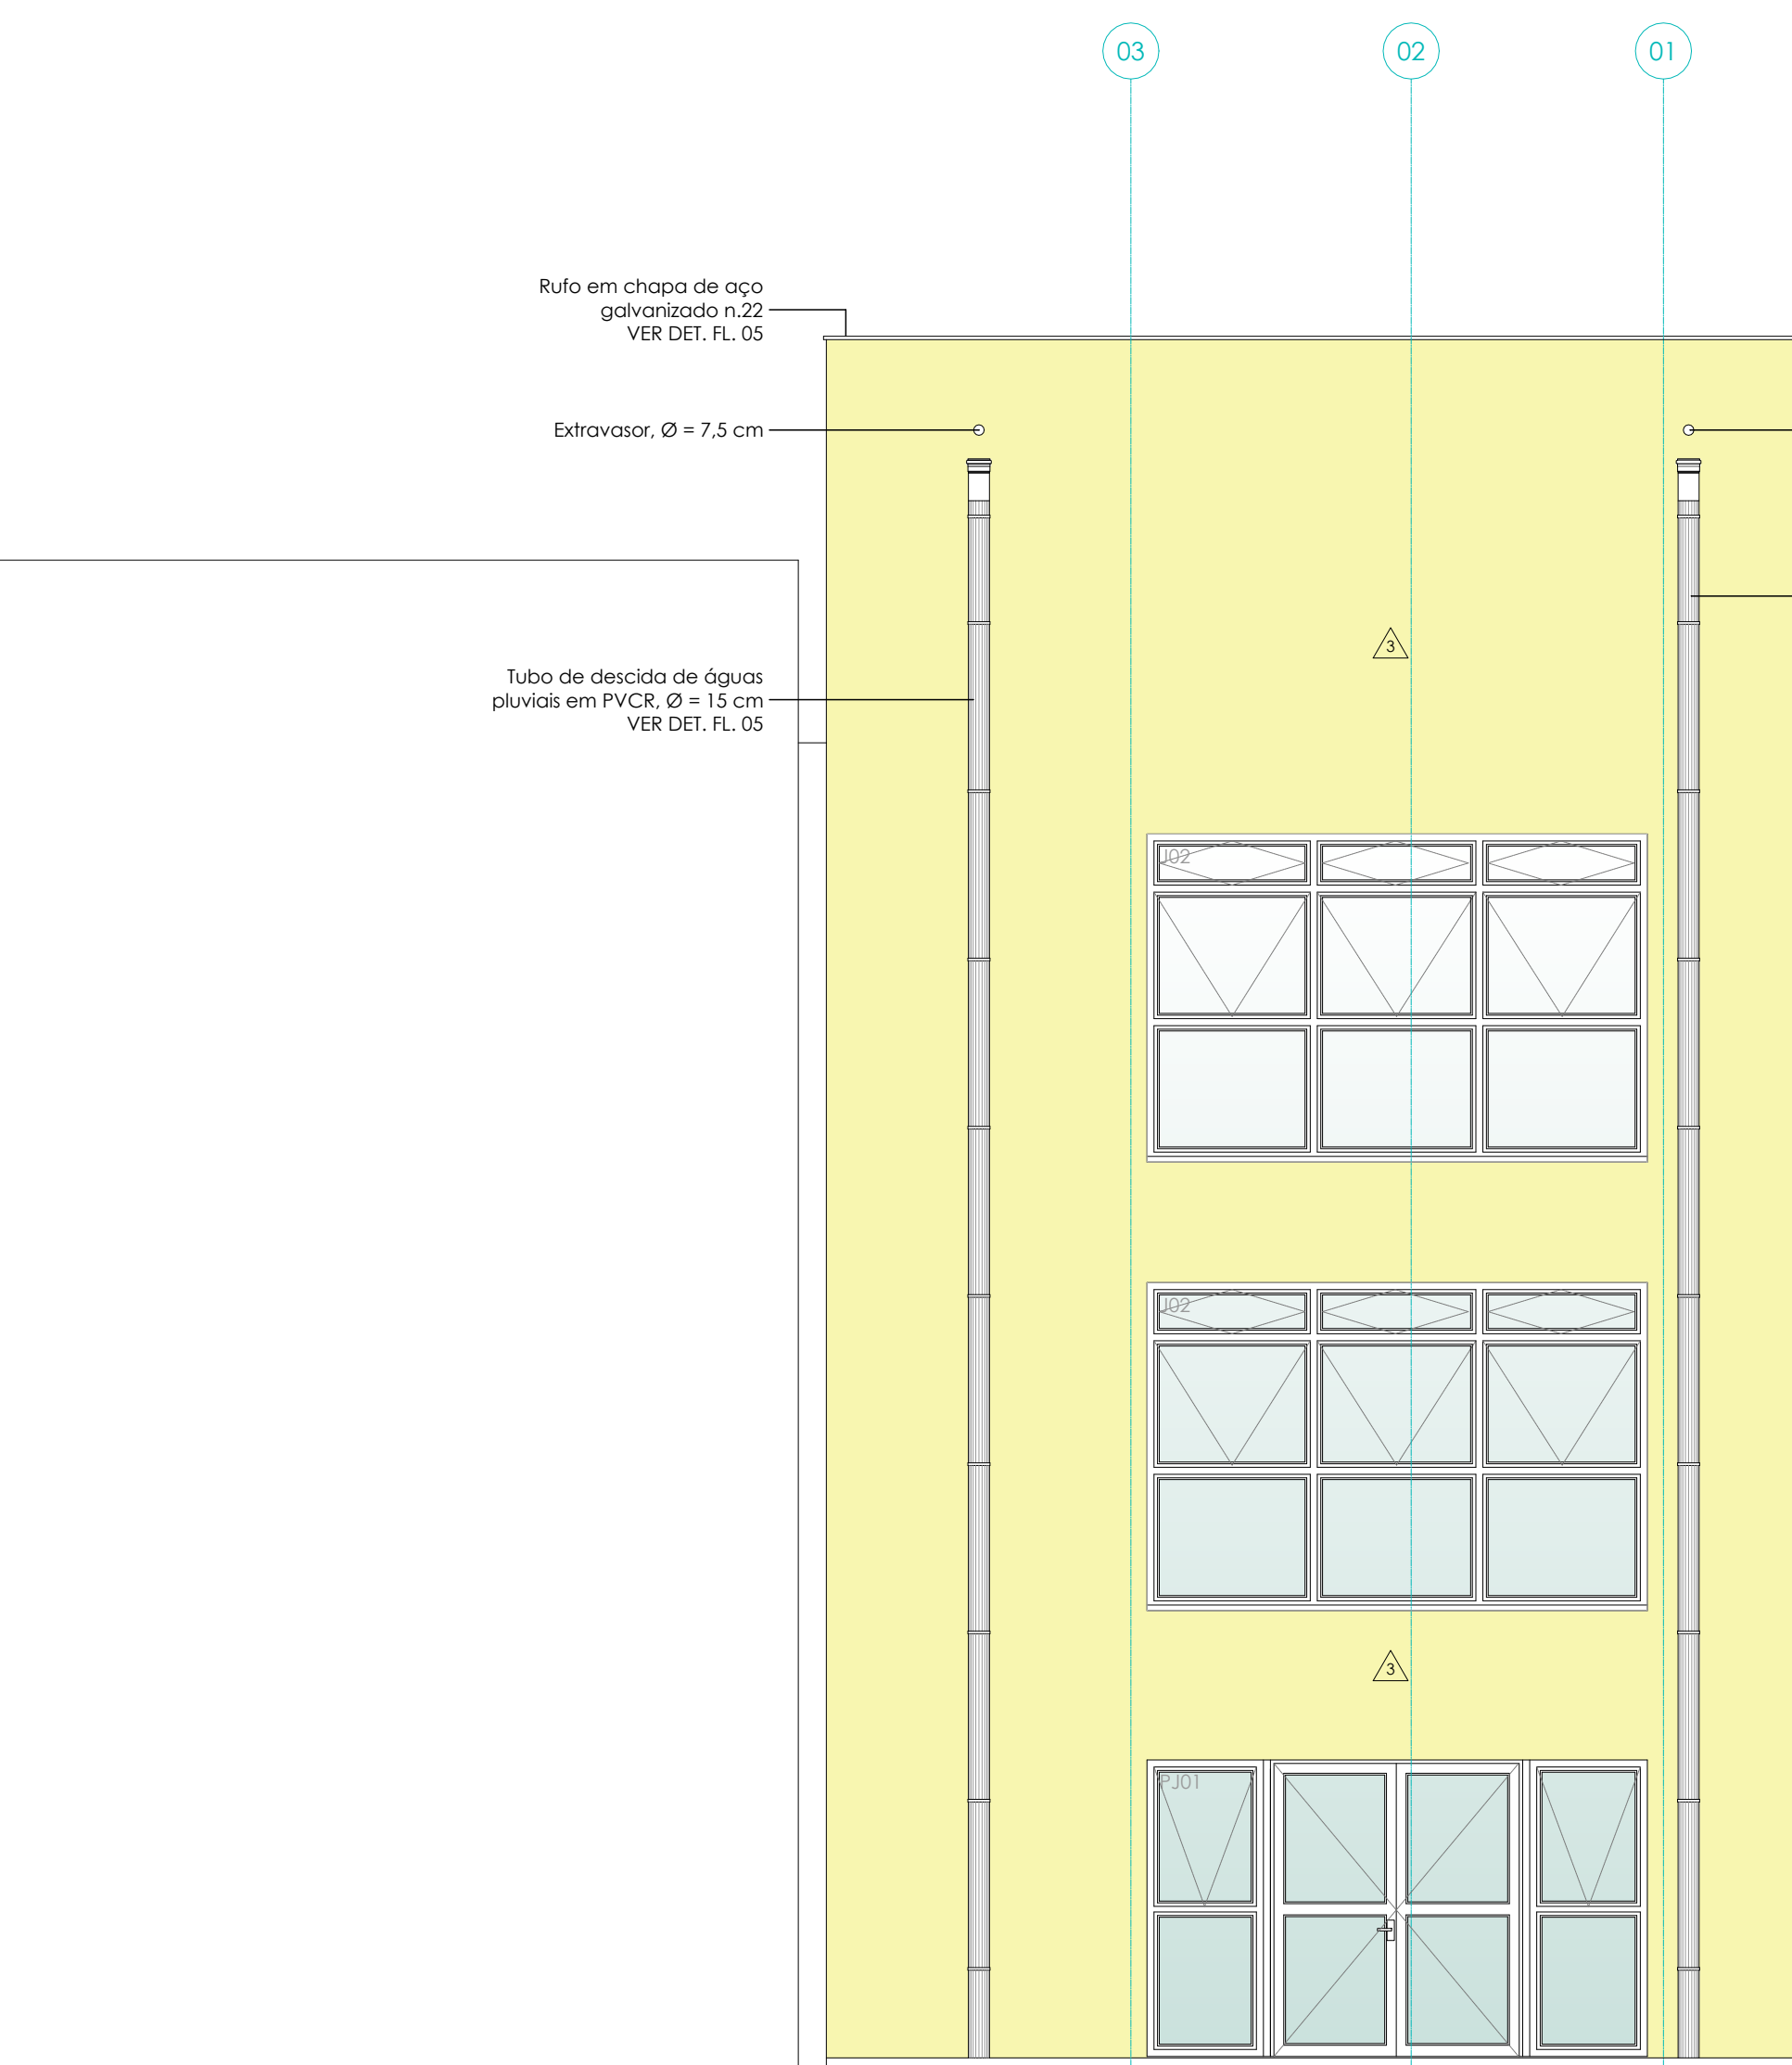 03
02
01
Rufo em chapa de aço
galvanizado n.22
VER DET. FL. 05
Extravasor, Ø = 7,5 cm
3
Tubo de descida de águas
pluviais em PVCR, Ø = 15 cm
VER DET. FL. 05
J02
J02
3
PJ01